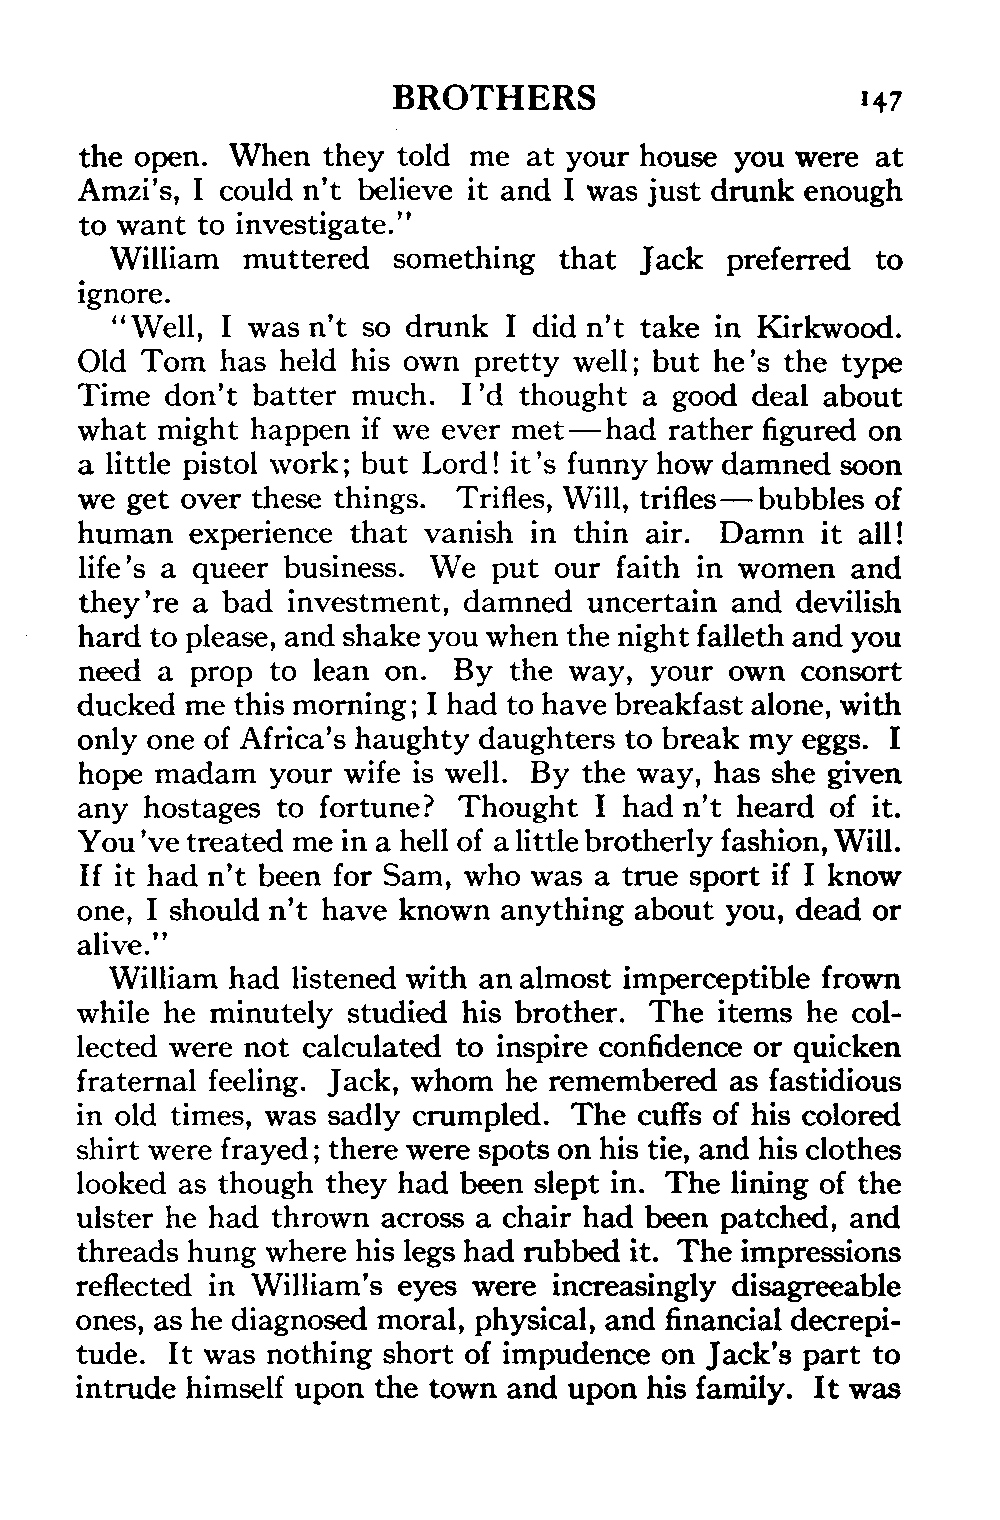 BROTHERS 147
the open. When they told me at your house you were at
Amzi's, I could n't believe it and I was just drunk enough
to want to investigate."
William muttered something that Jack preferred to
ignore.
"Well, I was n't so drunk I did n't take in Kirkwood.
Old Tom has held his own pretty well; but he's the type
Time don't batter much. I'd thought a good deal about
what might happen if we ever met—had rather figured on
a little pistol work; but Lord! it's funny how damned soon
we get over these things. Trifles, Will, trifles—bubbles of
human experience that vanish in thin air. Damn it all!
life's a queer business. We put our faith in women and
they're a bad investment, damned uncertain and devilish
hard to please, and shake you when the night falleth and you
need a prop to lean on. By the way, your own consort
ducked me this morning; I had to have breakfast alone, with
only one of Africa's haughty daughters to break my eggs. I
hope madam your wife is well. By the way, has she given
any hostages to fortune? Thought I had n't heard of it.
You've treated me in a hell of a little brotherly fashion, Will.
If it had n't been for Sam, who was a true sport if I know
one, I should n't have known anything about you, dead or
alive."
William had listened with an almost imperceptible frown
while he minutely studied his brother. The items he col-
lected were not calculated to inspire confidence or quicken
fraternal feeling. Jack, whom he remembered as fastidious
in old times, was sadly crumpled. The cuffs of his colored
shirt were frayed; there were spots on his tie, and his clothes
looked as though they had been slept in. The lining of the
ulster he had thrown across a chair had been patched, and
threads hung where his legs had rubbed it. The impressions
reflected in William's eyes were increasingly disagreeable
ones, as he diagnosed moral, physical, and financial decrepi-
tude. It was nothing short of impudence on Jack's part to
intrude himself upon the town and upon his family. It was